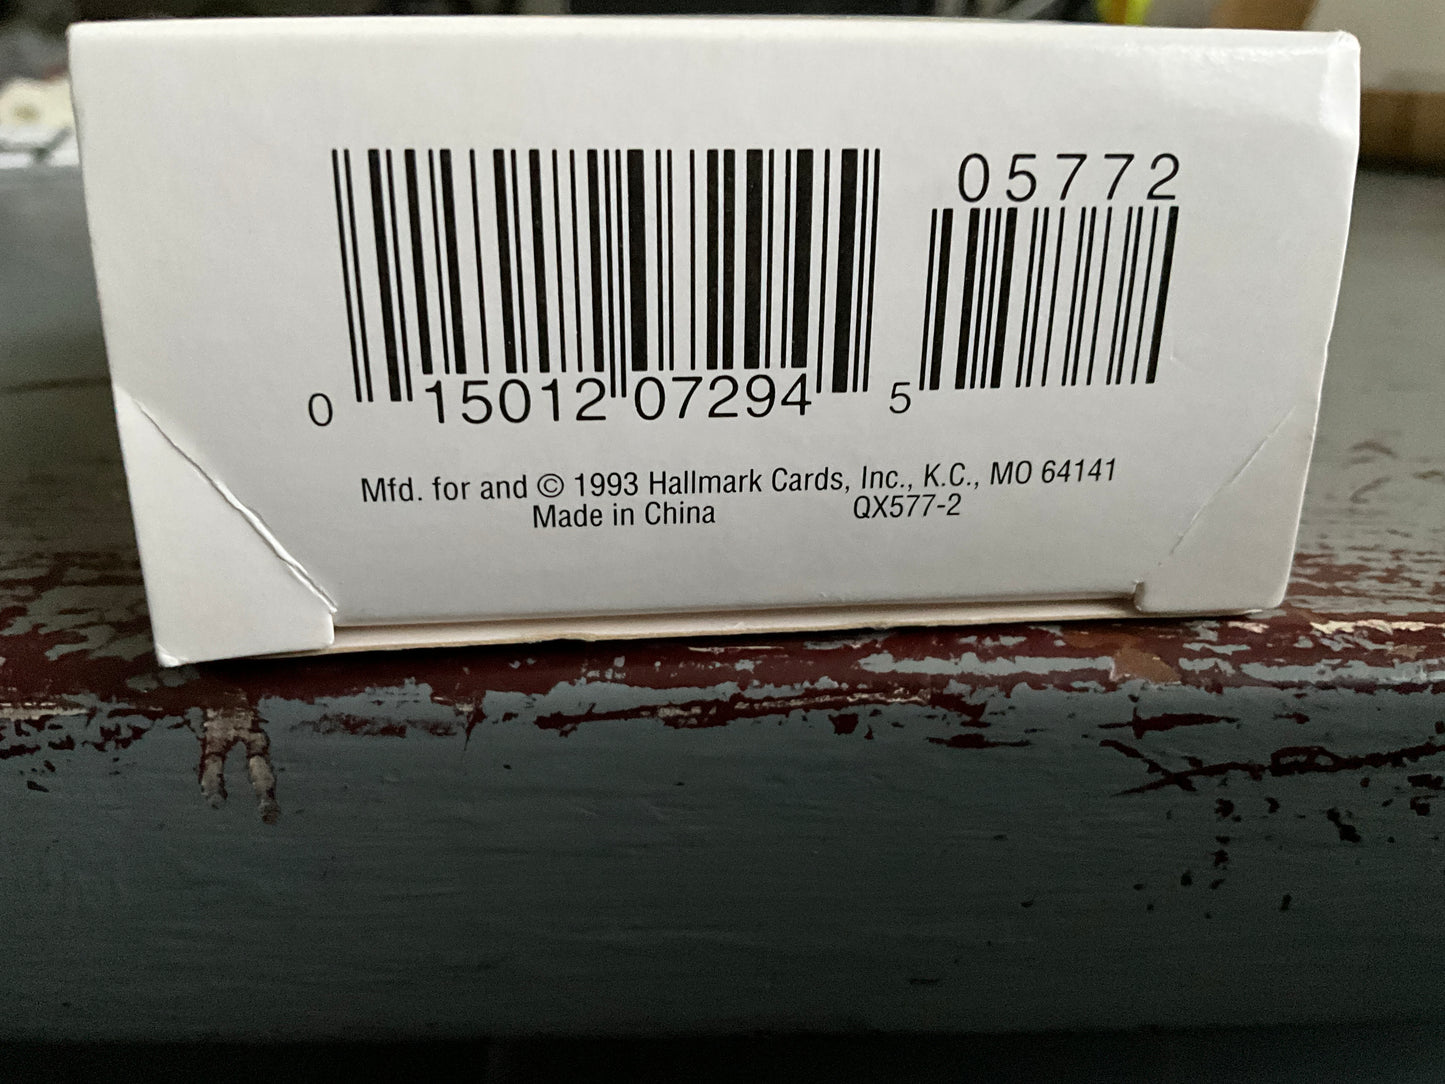 05772
0 15012 07294 5
Mfd. for and © 1993 Hallmark Cards, Inc., K.C., MO 64141
Made in China QX577-2